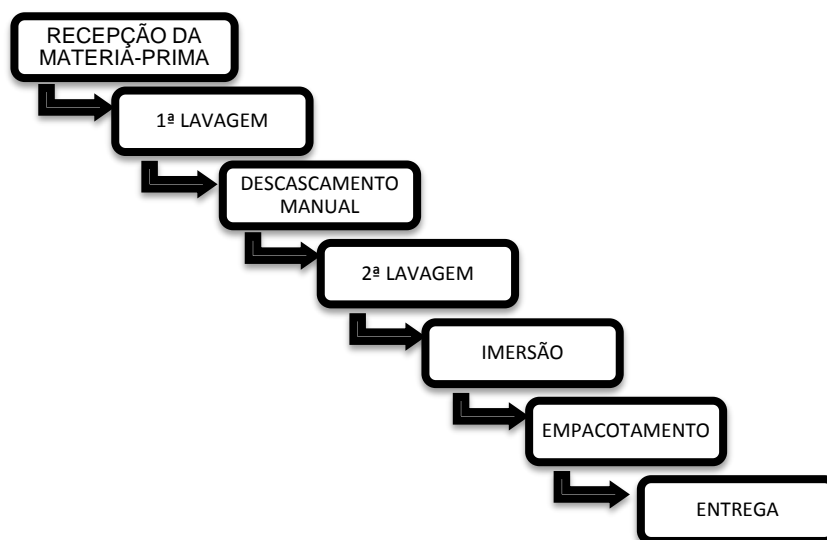 RECEPÇÃO DA
MATERIA-PRIMA
1ª LAVAGEM
DESCASCAMENTO
MANUAL
2ª LAVAGEM
IMERSÃO
EMPACOTAMENTO
ENTREGA